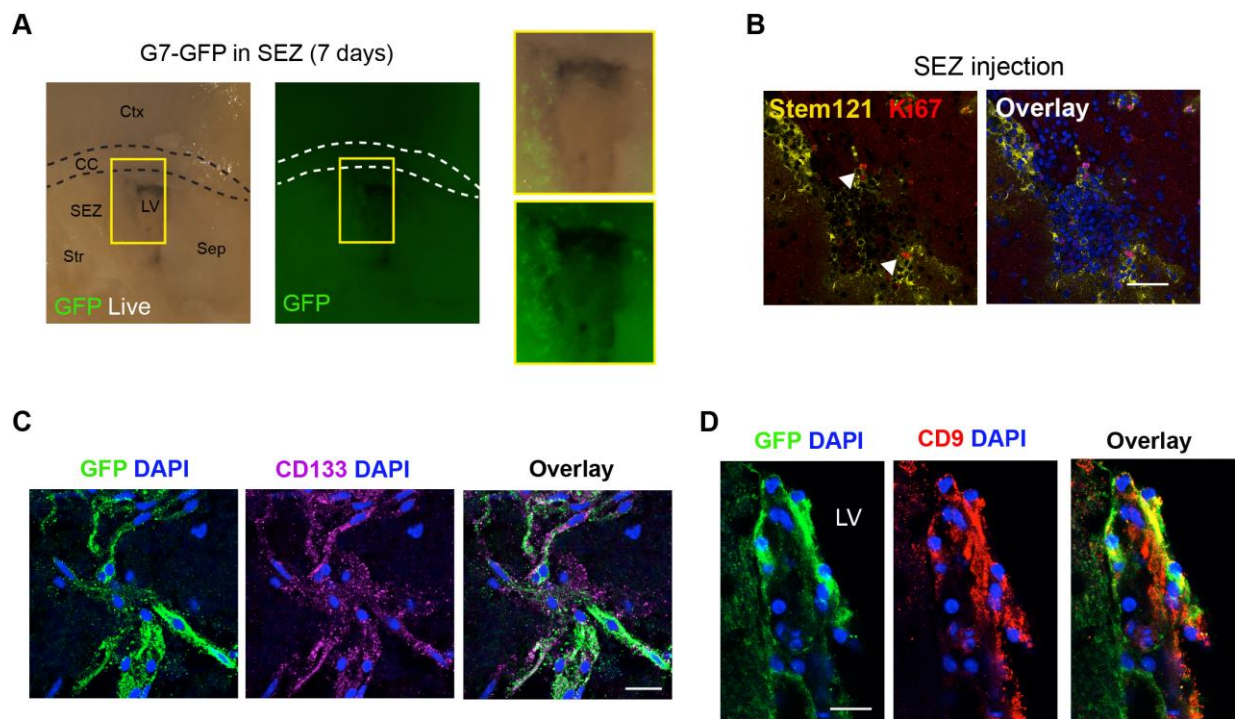 A
G7-GFP in SEZ (7 days)
Ctx
CC
SEZ
LV
Str
Sep
GFP Live
GFP
B
SEZ injection
Stem121 Ki67
Overlay
C
GFP DAPI
CD133 DAPI
Overlay
D
GFP DAPI
CD9 DAPI
Overlay
LV